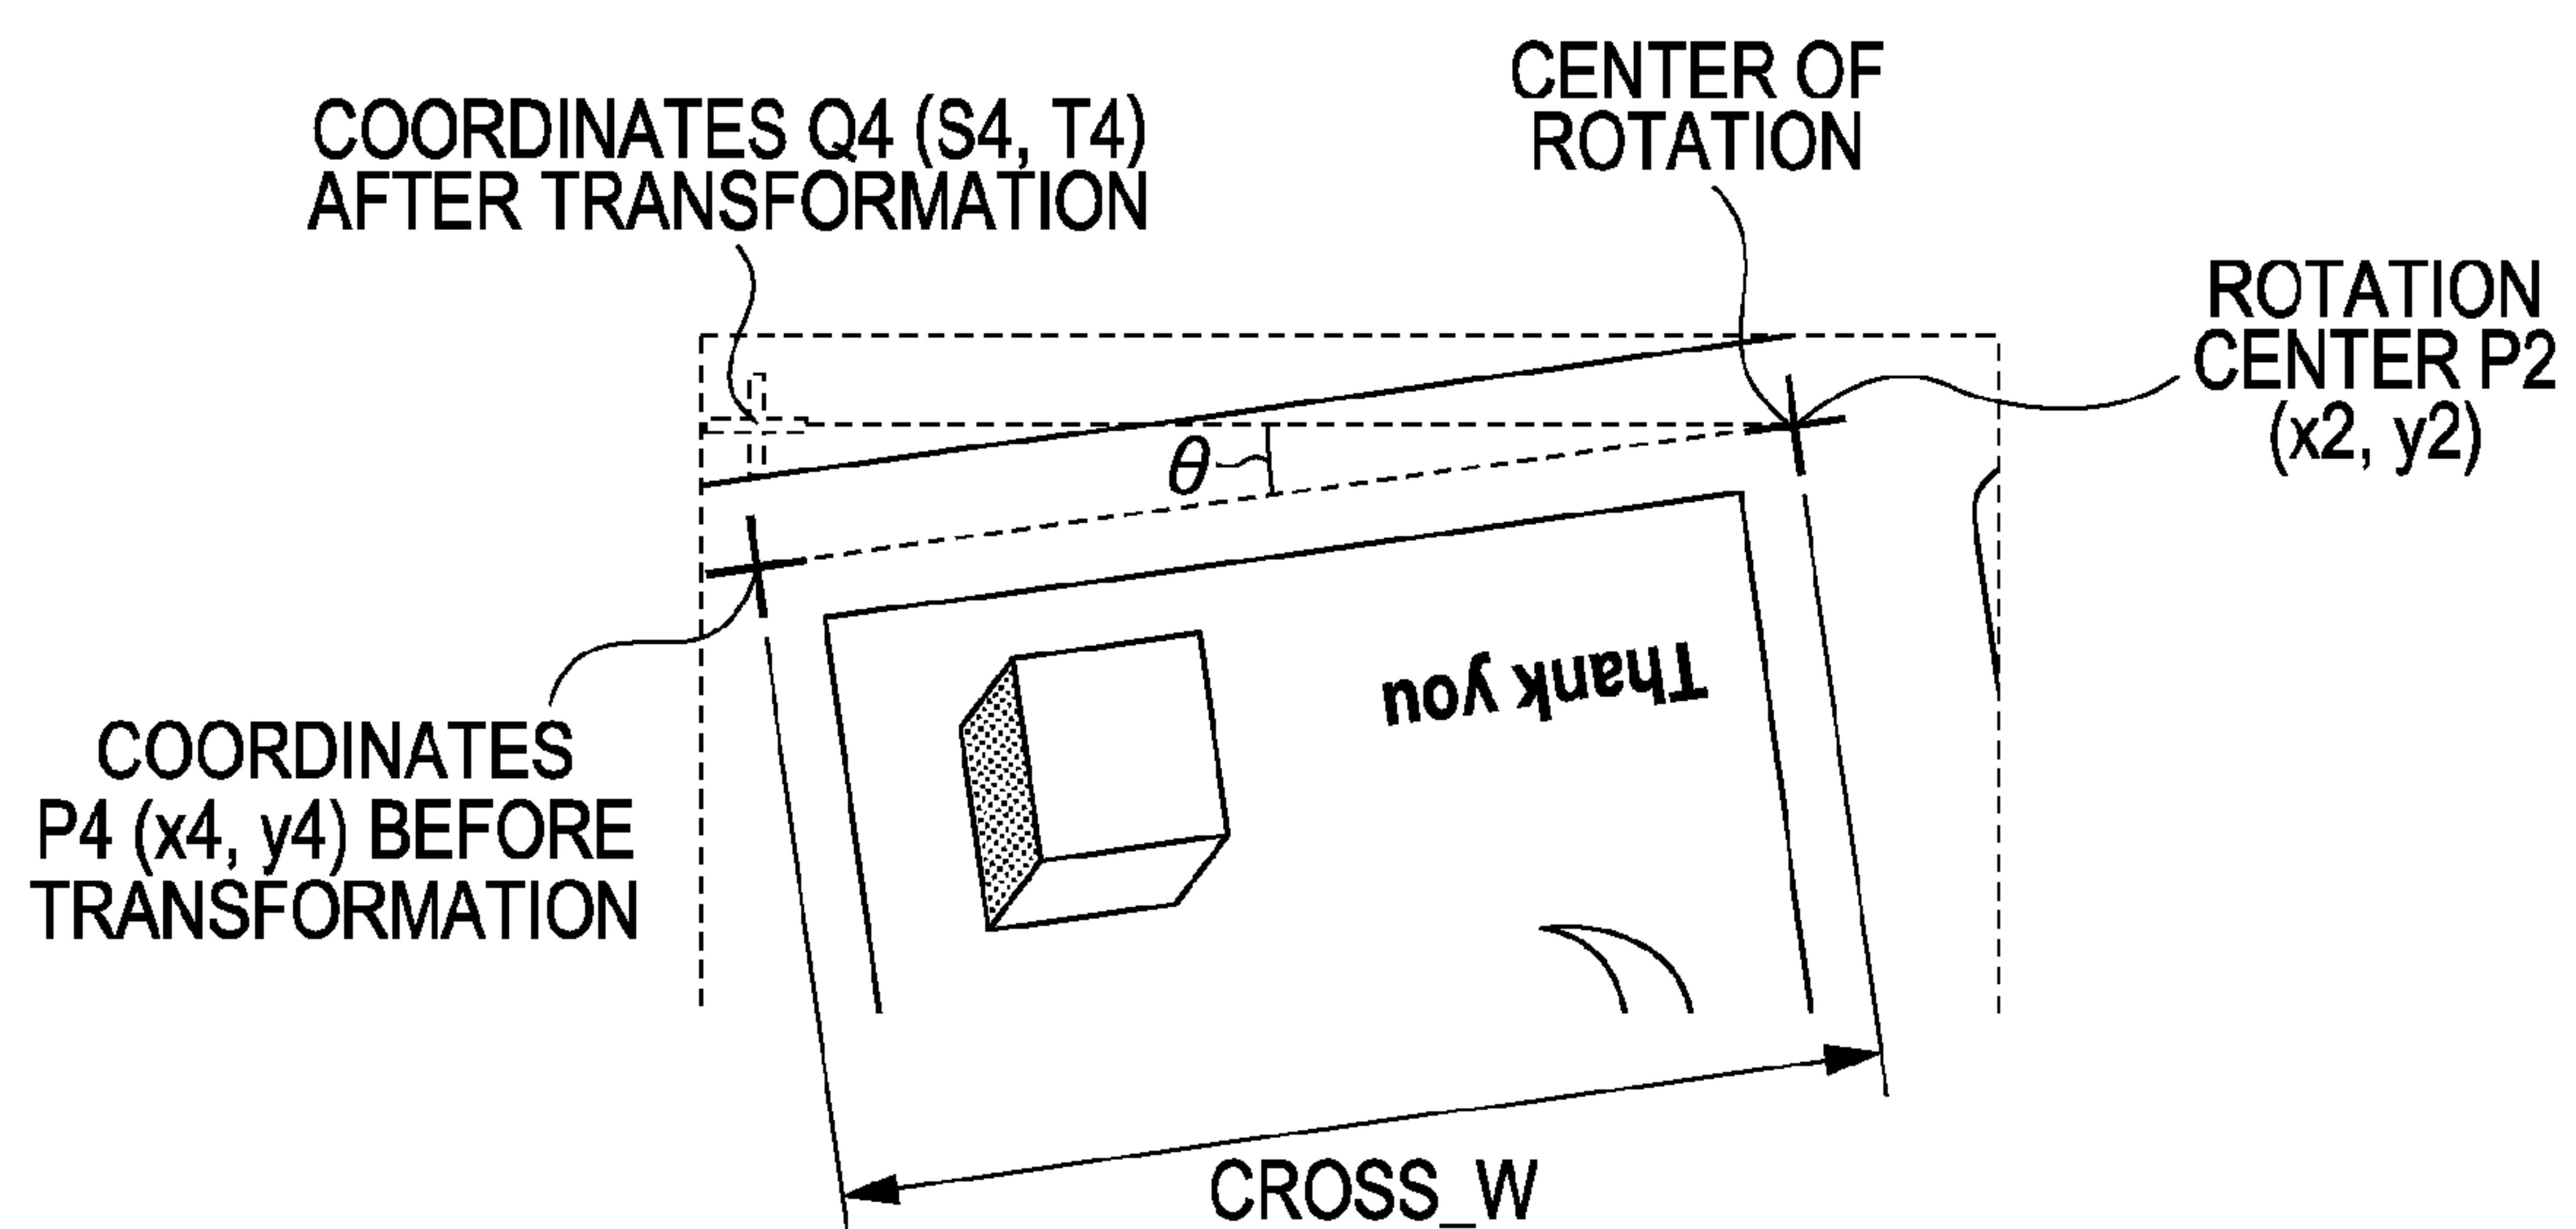 CENTER OF
ROTATION
COORDINATES Q4 (S4, T4)
AFTER TRANSFORMATION
ROTATION
CENTER P2
(x2, y2)
θ
Thank you
COORDINATES
P4 (x4, y4) BEFORE
TRANSFORMATION
CROSS_W